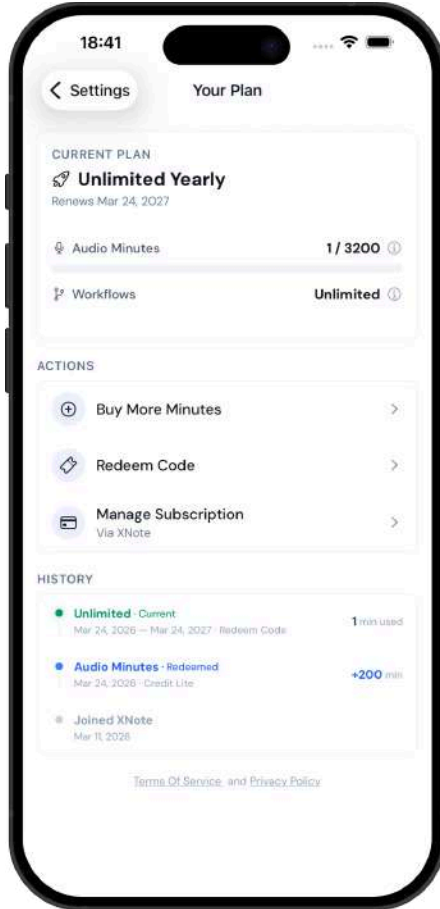 18:41
Settings
Your Plan
CURRENT PLAN
Unlimited Yearly
Renews Mar 24, 2027
Audio Minutes 1 / 3200
Workflows Unlimited
ACTIONS
Buy More Minutes
Redeem Code
Manage Subscription
Via XNote
HISTORY
Unlimited · Current
Mar 24, 2026 — Mar 24, 2027 · Redeem Code
1 min used
Audio Minutes · Redeemed
Mar 24, 2026 · Credit Lite
+200 min
Joined XNote
Mar 11, 2026
Terms Of Service and Privacy Policy